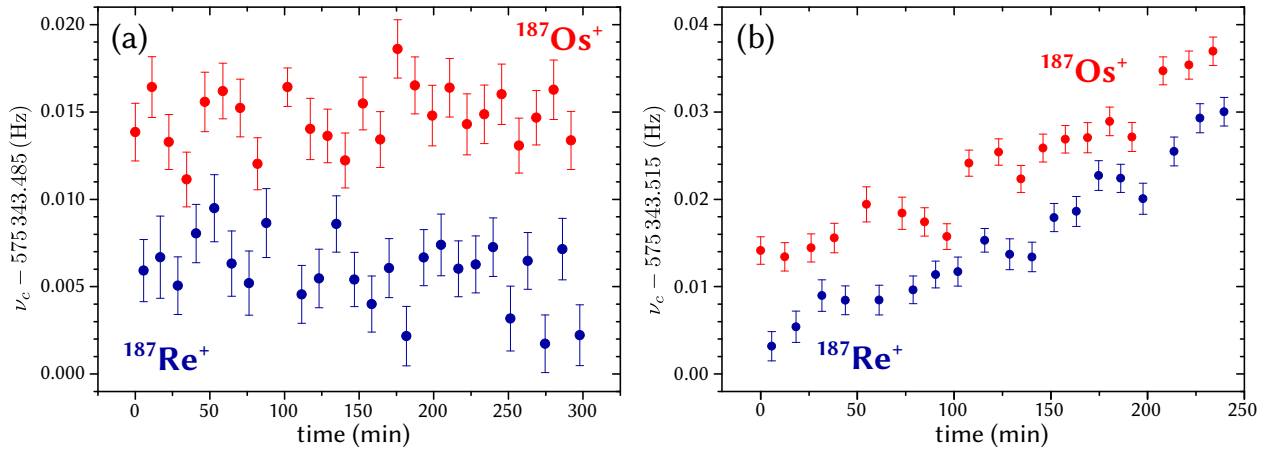 (a)
¹⁸⁷Os⁺
¹⁸⁷Re⁺
0.020
0.015
0.010
0.005
0.000
ν_c − 575 343.485 (Hz)
0 50 100 150 200 250 300
time (min)
(b)
¹⁸⁷Os⁺
¹⁸⁷Re⁺
0.04
0.03
0.02
0.01
0.00
ν_c − 575 343.515 (Hz)
0 50 100 150 200 250
time (min)